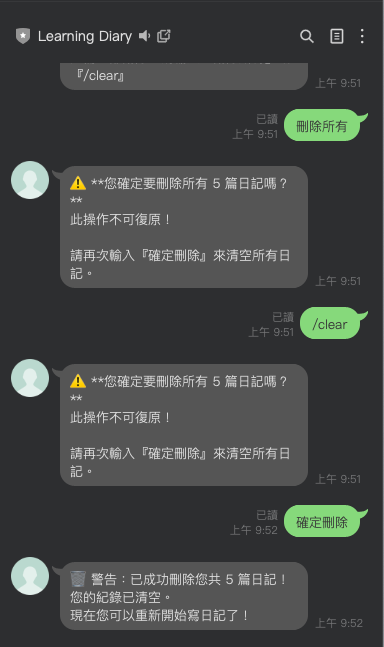 Learning Diary
『/clear』
上午 9:51
已讀
上午 9:51
刪除所有
⚠️ **您確定要刪除所有 5 篇日記嗎？
**
此操作不可復原！
請再次輸入『確定刪除』來清空所有日
記。
上午 9:51
已讀
上午 9:51
/clear
⚠️ **您確定要刪除所有 5 篇日記嗎？
**
此操作不可復原！
請再次輸入『確定刪除』來清空所有日
記。
上午 9:51
已讀
上午 9:52
確定刪除
🗑️ 警告：已成功刪除您共 5 篇日記！
您的紀錄已清空。
現在您可以重新開始寫日記了！
上午 9:52